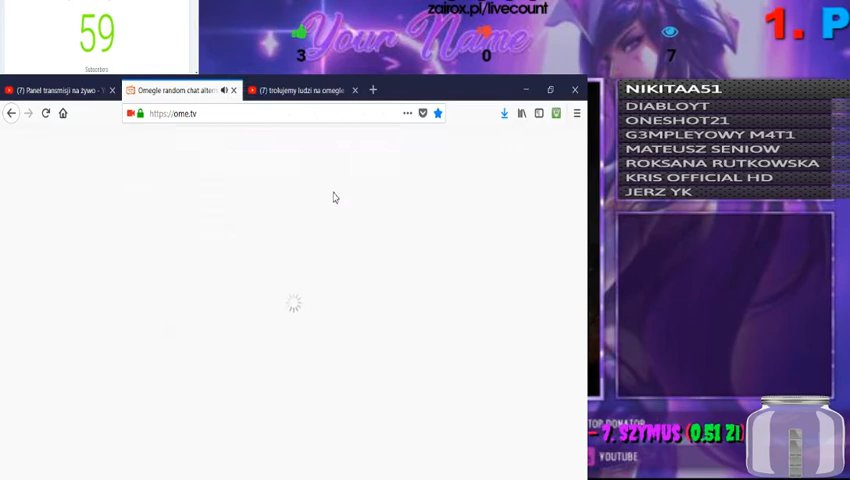 59
Subscribers
zairox.pl/livecount
Your Name
3
0
7
1. P
(7) Panel transmisji na żywo - Y
Omegle random chat altern
(7) trolujemy ludzi na omegle
https://ome.tv
NIKITAA51
DIABLOYT
ONESHOT21
G3MPLEYOWY M4T1
MATEUSZ SENIOW
ROKSANA RUTKOWSKA
KRIS OFFICIAL HD
JERZ YK
TOP DONATOR
- 7. SZYMUS (0.51 ZŁ)
YOUTUBE